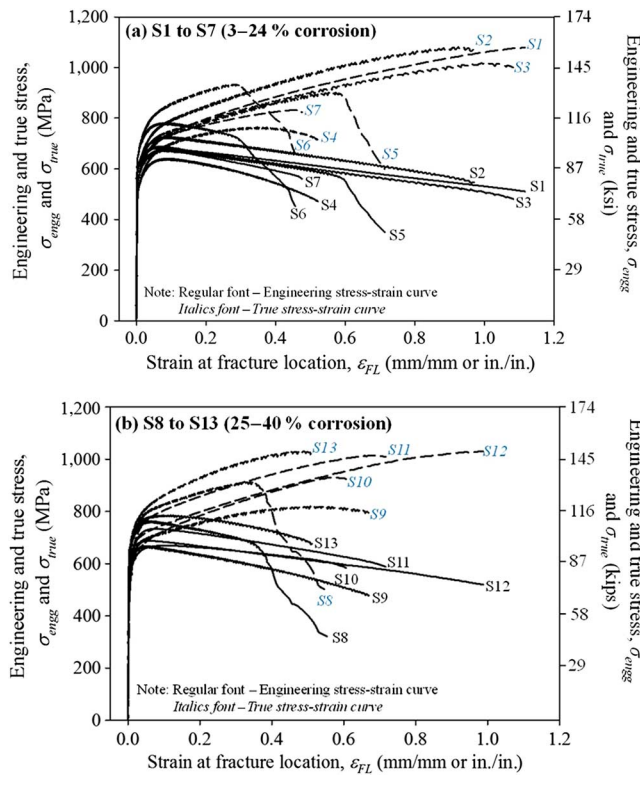 (a) S1 to S7 (3–24 % corrosion)
Engineering and true stress,
σengg and σtrue (MPa)
1,200
1,000
800
600
400
200
0
174
145
116
87
58
29
Engineering and true stress, σengg
and σtrue (ksi)
S2
S1
S3
S7
S4
S6
S5
S2
S1
S7
S3
S4
S6
S5
Note: Regular font – Engineering stress-strain curve
Italics font – True stress-strain curve
0.0 0.2 0.4 0.6 0.8 1.0 1.2
Strain at fracture location, εFL (mm/mm or in./in.)
(b) S8 to S13 (25–40 % corrosion)
Engineering and true stress,
σengg and σtrue (MPa)
1,200
1,000
800
600
400
200
0
174
145
116
87
58
29
Engineering and true stress, σengg
and σtrue (kips)
S13
S11
S12
S10
S9
S8
S13
S11
S10
S12
S9
S8
Note: Regular font – Engineering stress-strain curve
Italics font – True stress-strain curve
0.0 0.2 0.4 0.6 0.8 1.0 1.2
Strain at fracture location, εFL (mm/mm or in./in.)